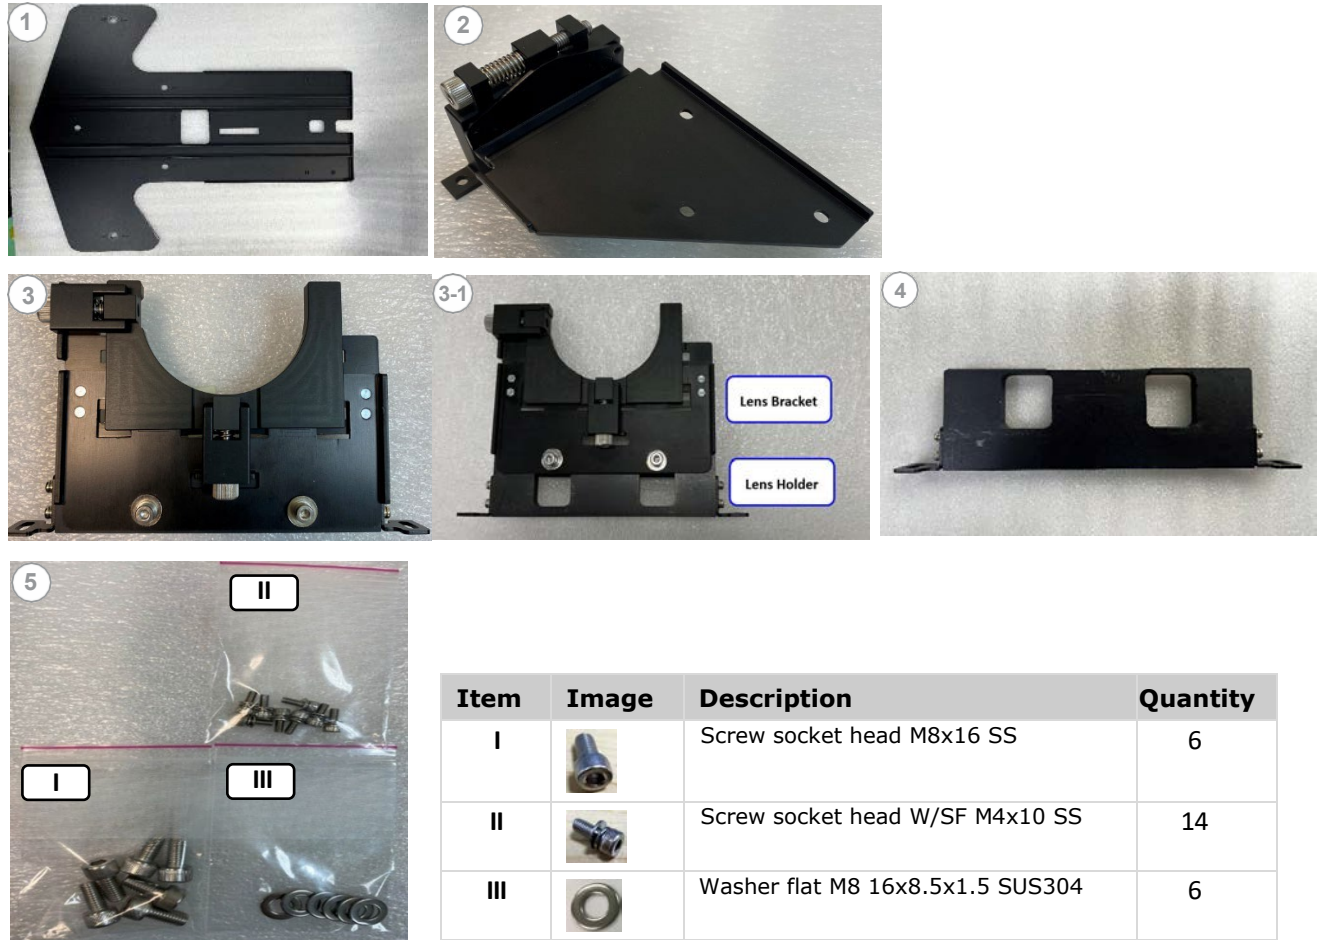 1
2
3
3-1
Lens Bracket
Lens Holder
4
5
II
I
III
Item Image Description Quantity
I Screw socket head M8x16 SS 6
II Screw socket head W/SF M4x10 SS 14
III Washer flat M8 16x8.5x1.5 SUS304 6